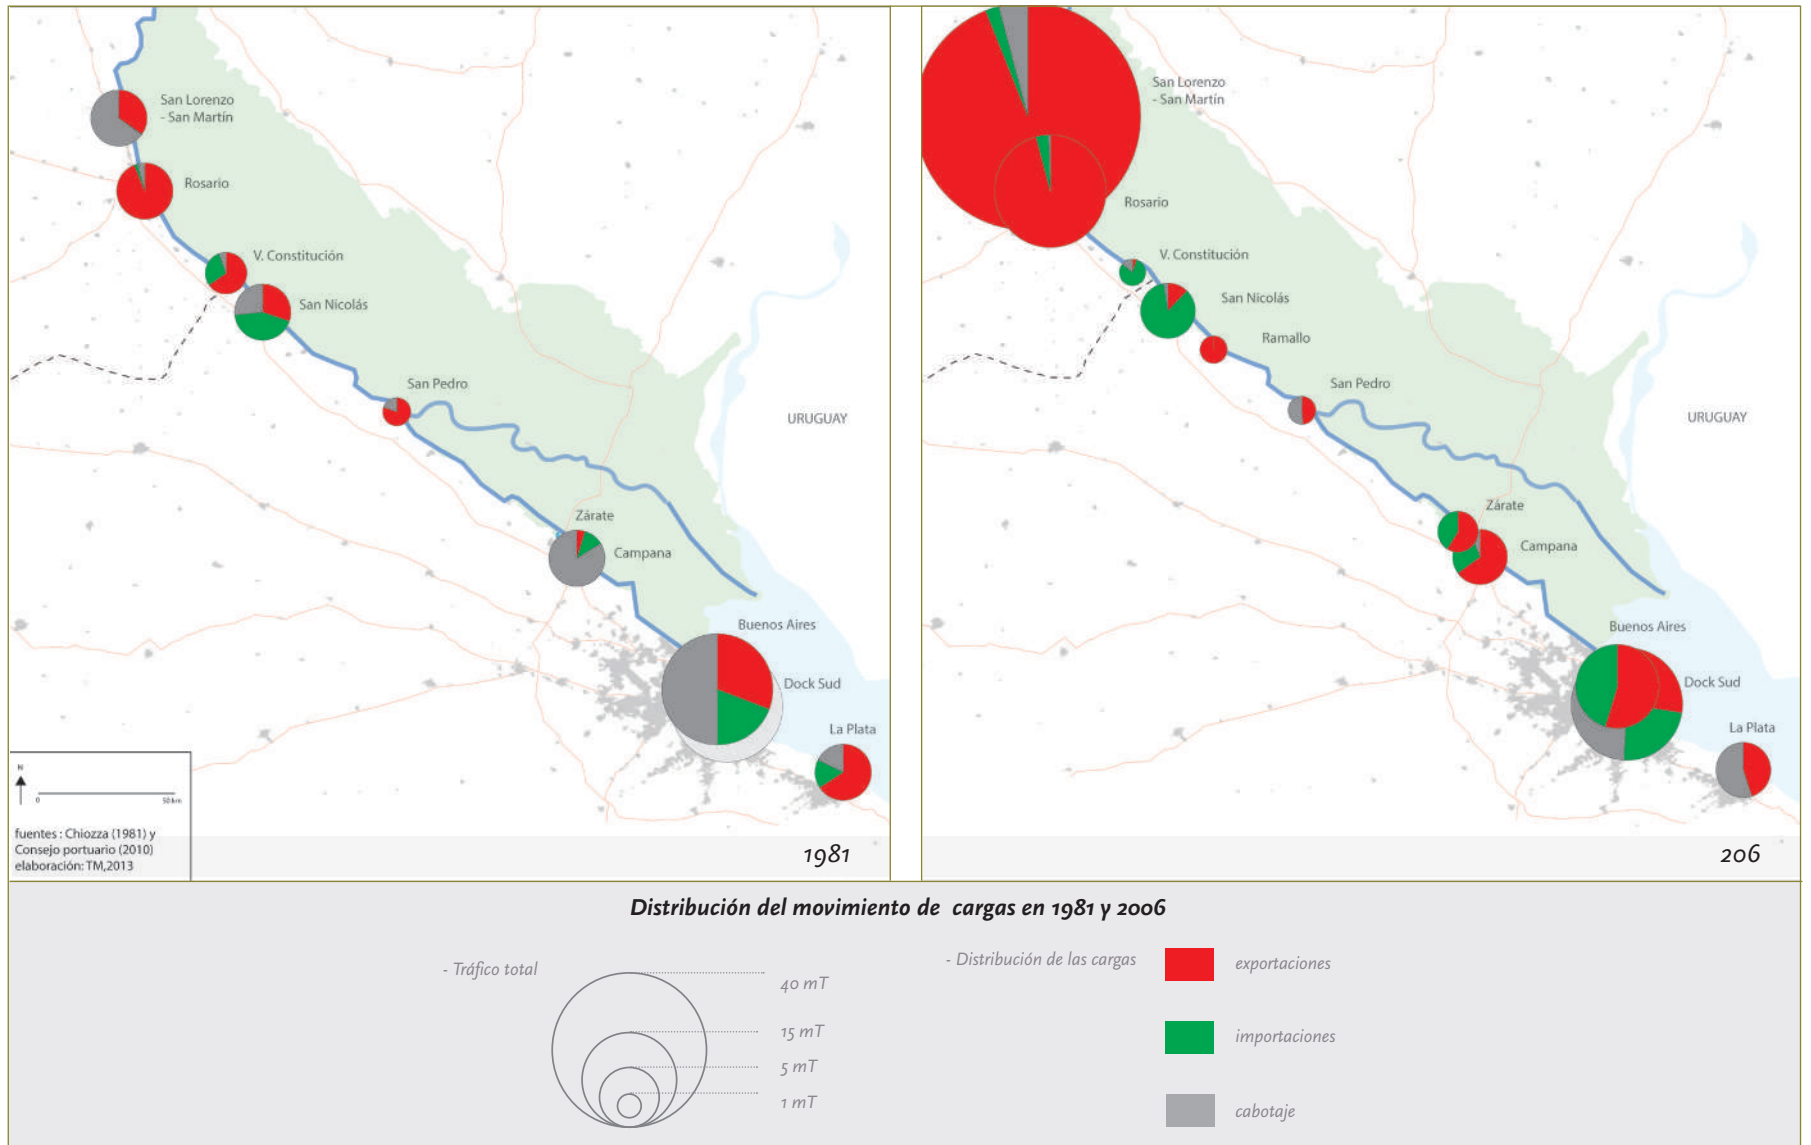 San Lorenzo
- San Martín
Rosario
V. Constitución
San Nicolás
San Pedro
URUGUAY
Zárate
Campana
Buenos Aires
Dock Sud
La Plata
N
0 50 km
fuentes : Chiozza (1981) y
Consejo portuario (2010)
elaboración: TM,2013
1981
San Lorenzo
- San Martín
Rosario
V. Constitución
San Nicolás
Ramallo
San Pedro
URUGUAY
Zárate
Campana
Buenos Aires
Dock Sud
La Plata
206
Distribución del movimiento de cargas en 1981 y 2006
- Tráfico total
40 mT
15 mT
5 mT
1 mT
- Distribución de las cargas
exportaciones
importaciones
cabotaje